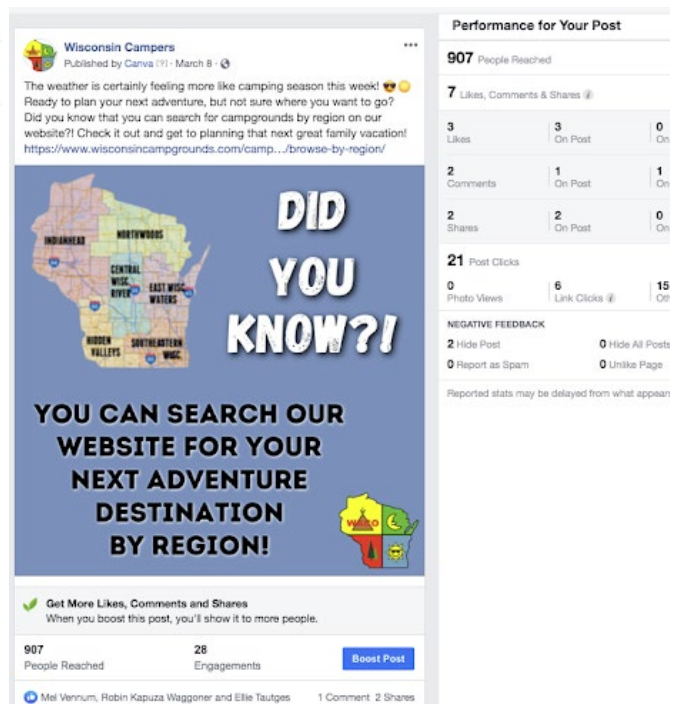 Wisconsin Campers
Published by Canva [?] · March 8 ·
The weather is certainly feeling more like camping season this week! 😎🌞
Ready to plan your next adventure, but not sure where you want to go?
Did you know that you can search for campgrounds by region on our
website?! Check it out and get to planning that next great family vacation!
https://www.wisconsincampgrounds.com/camp.../browse-by-region/
INDIANHEAD
NORTHWOODS
CENTRAL
WISC
RIVER
EAST WISC
WATERS
HIDDEN
VALLEYS
SOUTHEASTERN
WISC
DID
YOU
KNOW?!
YOU CAN SEARCH OUR
WEBSITE FOR YOUR
NEXT ADVENTURE
DESTINATION
BY REGION!
WACO
Get More Likes, Comments and Shares
When you boost this post, you'll show it to more people.
907
People Reached
28
Engagements
Boost Post
Mel Vennum, Robin Kapuza Waggoner and Ellie Tautges
1 Comment 2 Shares
Performance for Your Post
907 People Reached
7 Likes, Comments & Shares
3
Likes
3
On Post
0
On
2
Comments
1
On Post
1
On
2
Shares
2
On Post
0
On
21 Post Clicks
0
Photo Views
6
Link Clicks
15
Oth
NEGATIVE FEEDBACK
2 Hide Post
0 Hide All Posts
0 Report as Spam
0 Unlike Page
Reported stats may be delayed from what appears